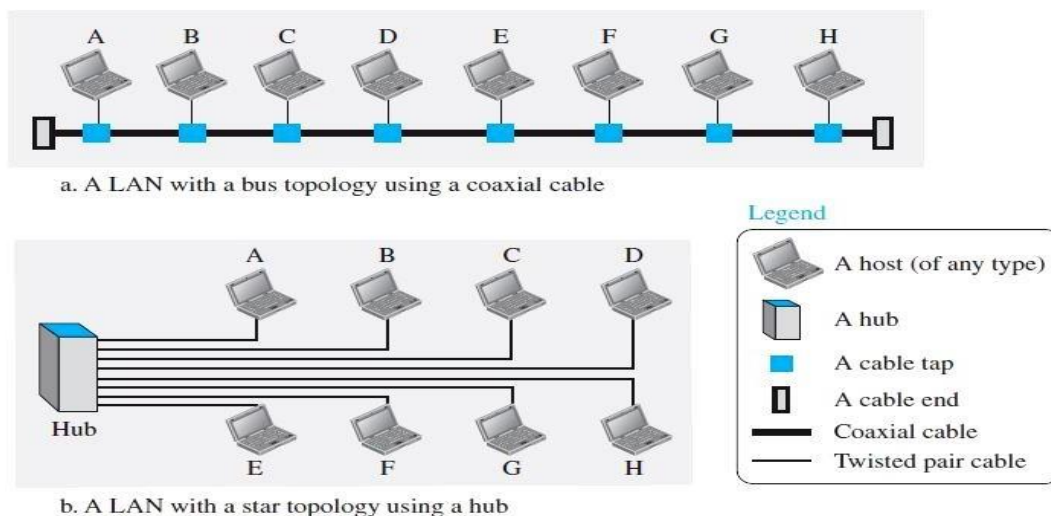 A B C D E F G H
a. A LAN with a bus topology using a coaxial cable
A B C D
Hub
E F G H
b. A LAN with a star topology using a hub
Legend
A host (of any type)
A hub
A cable tap
A cable end
Coaxial cable
Twisted pair cable